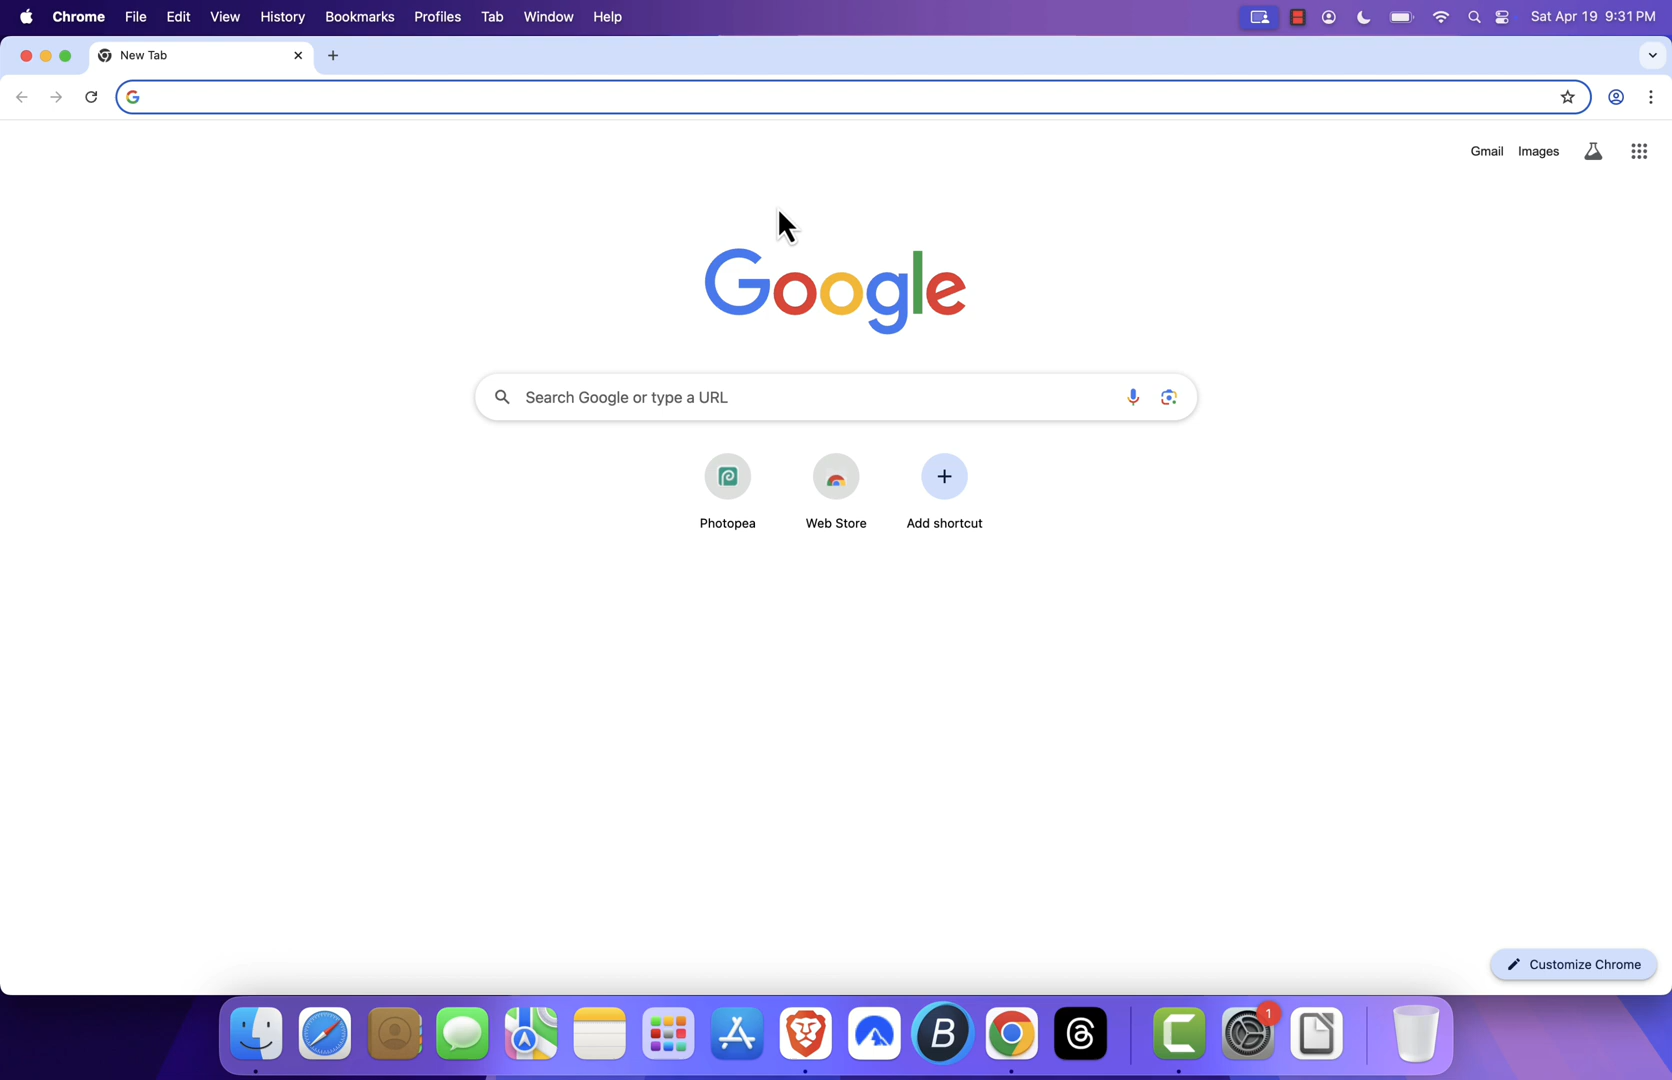 Chrome File Edit View History Bookmarks Profiles Tab Window Help Sat Apr 19 9:31 PM
New Tab
Gmail Images
Google
Search Google or type a URL
Photopea Web Store Add shortcut
Customize Chrome
B
1